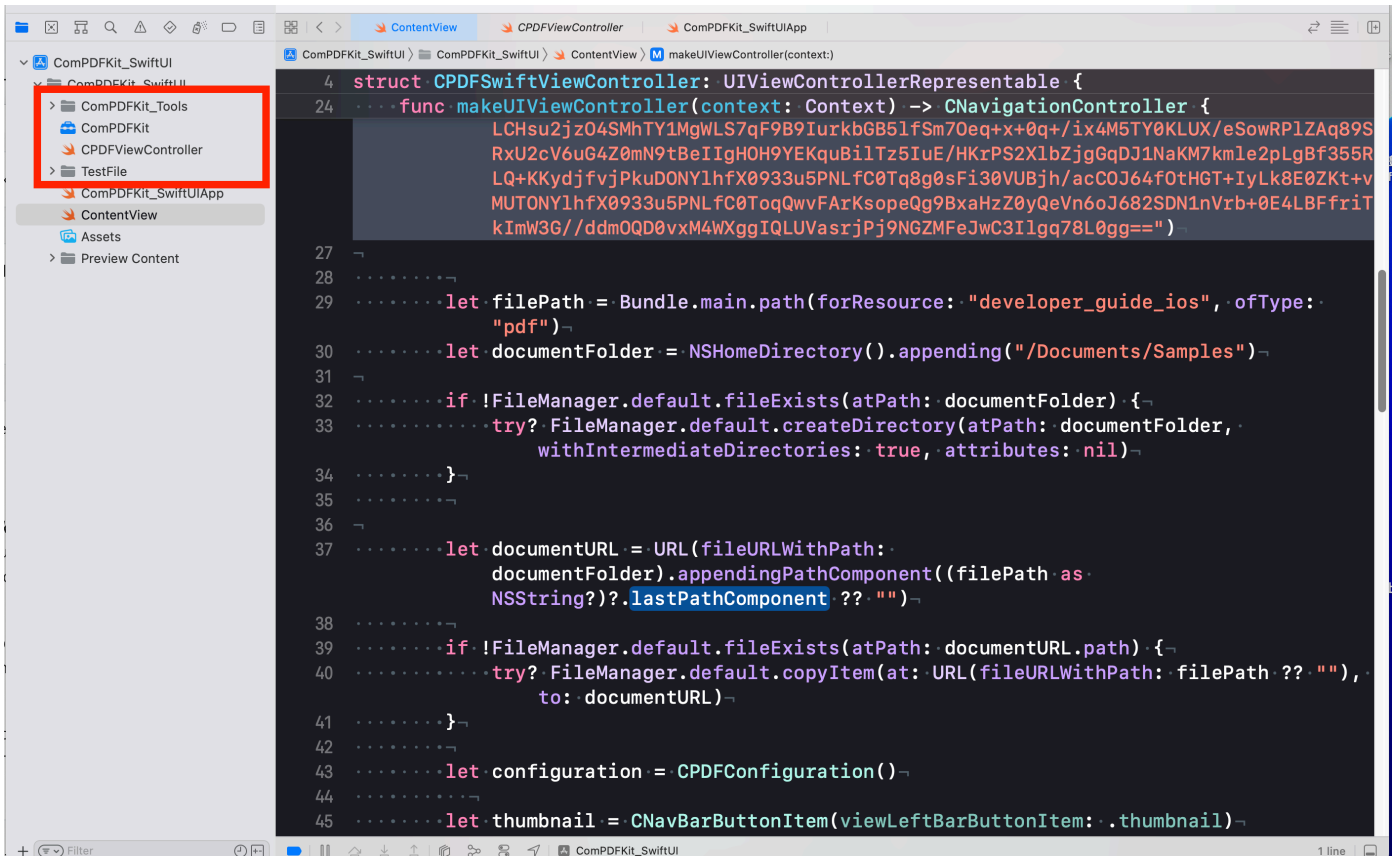 ContentView
CPDFViewController
ComPDFKit_SwiftUIApp
ComPDFKit_SwiftUI
ComPDFKit_SwiftUI
ContentView
M
makeUIViewController(context:)
ComPDFKit_SwiftUI
ComPDFKit_SwiftUI
ComPDFKit_Tools
ComPDFKit
CPDFViewController
TestFile
ComPDFKit_SwiftUIApp
ContentView
Assets
Preview Content
4 struct CPDFSwiftViewController: UIViewControllerRepresentable {
24 func makeUIViewController(context: Context) -> CNavigationController {
LCHsu2jzO4SMhTY1MgWLS7qF9B9IurkbGB5lfSm7Oeq+x+0q+/ix4M5TY0KLUX/eSowRPlZAq89S
RxU2cV6uG4Z0mN9tBeIIgHOH9YEKquBilTz5IuE/HKrPS2XlbZjgGqDJ1NaKM7kmle2pLgBf355R
LQ+KKydjfvjPkuDONYlhfX0933u5PNLfC0Tq8g0sFi30VUBjh/acCOJ64fOtHGT+IyLk8E0ZKt+v
MUTONYlhfX0933u5PNLfC0ToqQwvFArKsopeQg9BxaHzZ0yQeVn6oJ682SDN1nVrb+0E4LBFfriT
kImW3G//ddmOQD0vxM4WXggIQLUVasrjPj9NGZMFeJwC3Ilgq78L0gg==")
27
28
29 let filePath = Bundle.main.path(forResource: "developer_guide_ios", ofType:
"pdf")
30 let documentFolder = NSHomeDirectory().appending("/Documents/Samples")
31
32 if !FileManager.default.fileExists(atPath: documentFolder) {
33 try? FileManager.default.createDirectory(atPath: documentFolder,
withIntermediateDirectories: true, attributes: nil)
34 }
35
36
37 let documentURL = URL(fileURLWithPath:
documentFolder).appendingPathComponent((filePath as
NSString?)?.lastPathComponent ?? "")
38
39 if !FileManager.default.fileExists(atPath: documentURL.path) {
40 try? FileManager.default.copyItem(at: URL(fileURLWithPath: filePath ?? ""),
to: documentURL)
41 }
42
43 let configuration = CPDFConfiguration()
44
45 let thumbnail = CNavBarButtonItem(viewLeftBarButtonItem: .thumbnail)
Filter
ComPDFKit_SwiftUI
1 line